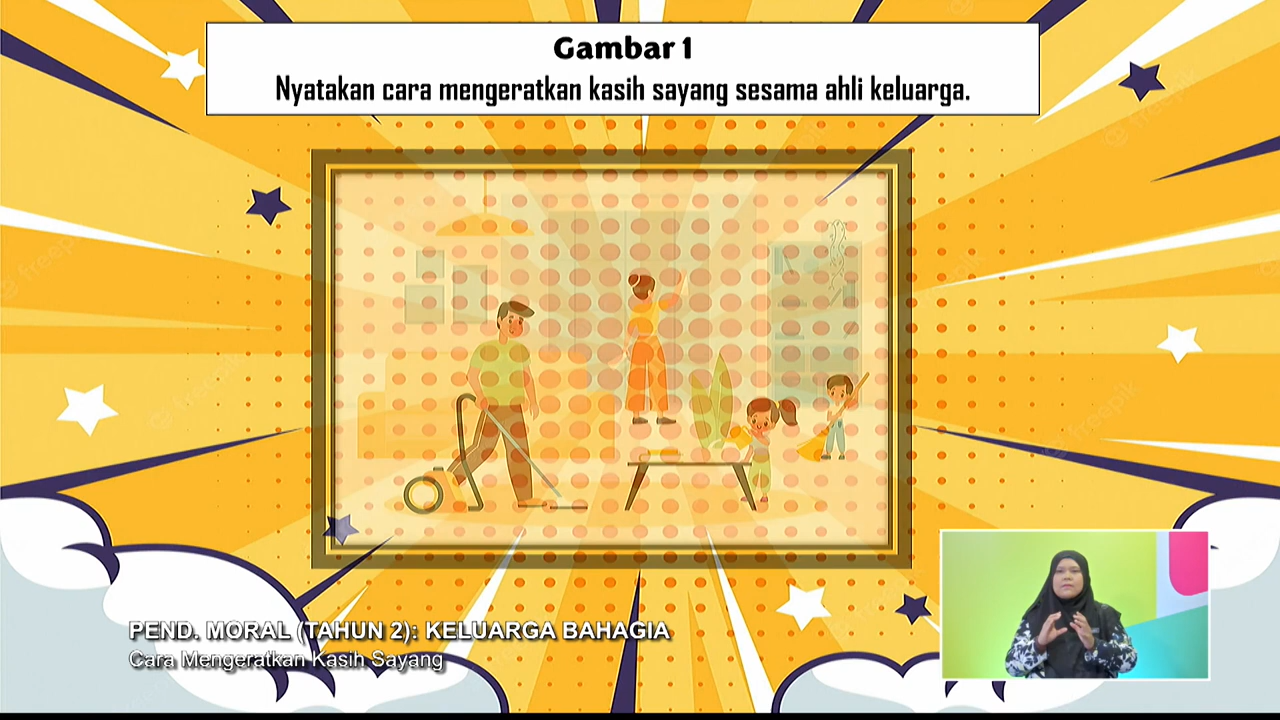 Gambar 1
Nyatakan cara mengeratkan kasih sayang sesama ahli keluarga.
PEND. MORAL (TAHUN 2): KELUARGA BAHAGIA
Cara Mengeratkan Kasih Sayang